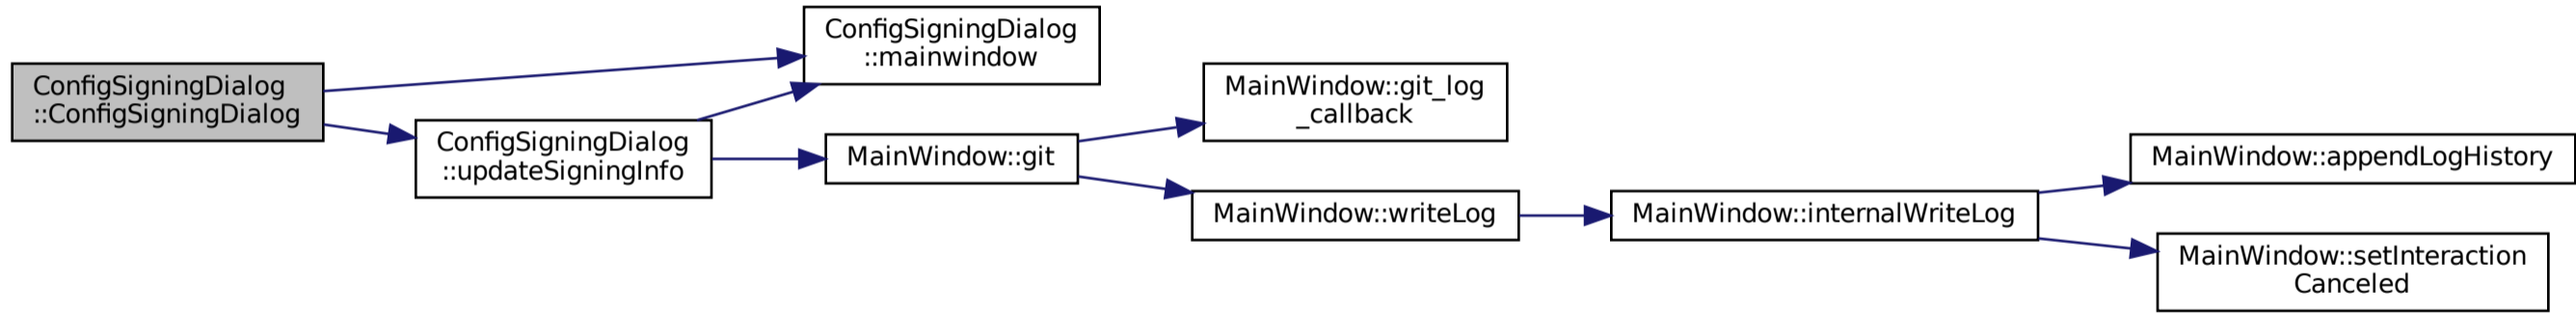 ConfigSigningDialog
::ConfigSigningDialog
ConfigSigningDialog
::mainwindow
ConfigSigningDialog
::updateSigningInfo
MainWindow::git
MainWindow::git_log
_callback
MainWindow::writeLog
MainWindow::internalWriteLog
MainWindow::appendLogHistory
MainWindow::setInteraction
Canceled